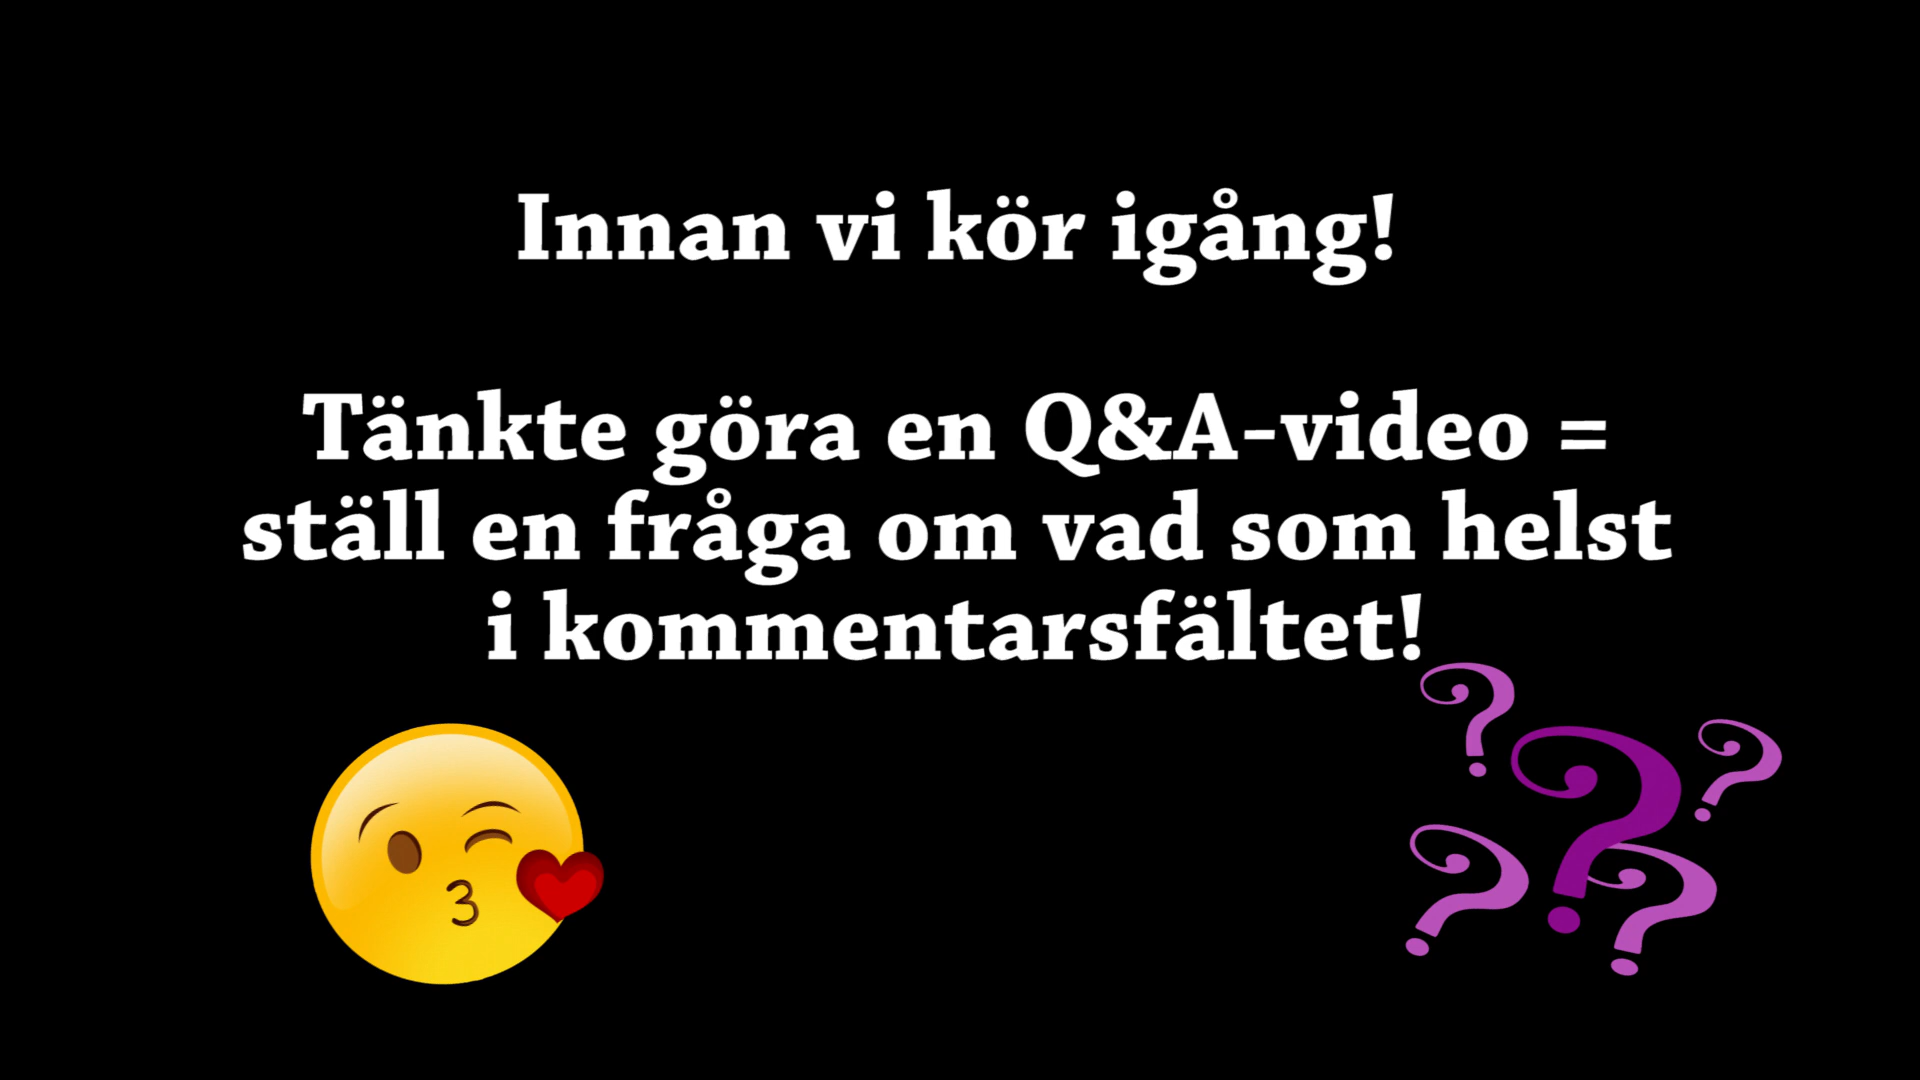 Innan vi kör igång!
Tänkte göra en Q&A-video =
ställ en fråga om vad som helst
i kommentarsfältet!